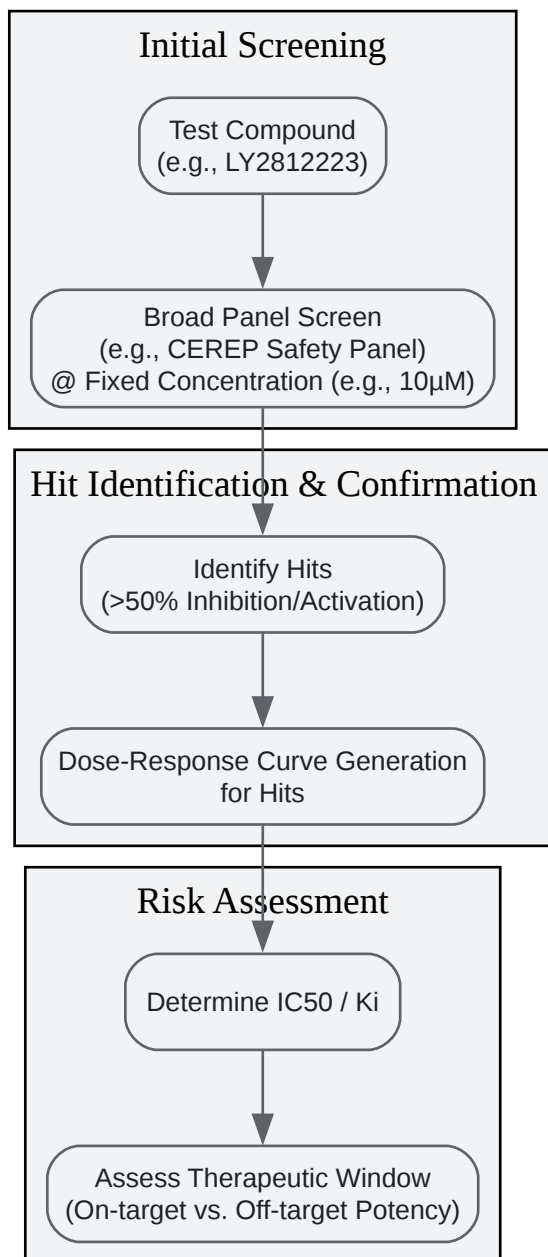 Initial Screening
Test Compound
(e.g., LY2812223)
Broad Panel Screen
(e.g., CEREP Safety Panel)
@ Fixed Concentration (e.g., 10µM)
Hit Identification & Confirmation
Identify Hits
(>50% Inhibition/Activation)
Dose-Response Curve Generation
for Hits
Risk Assessment
Determine IC50 / Ki
Assess Therapeutic Window
(On-target vs. Off-target Potency)